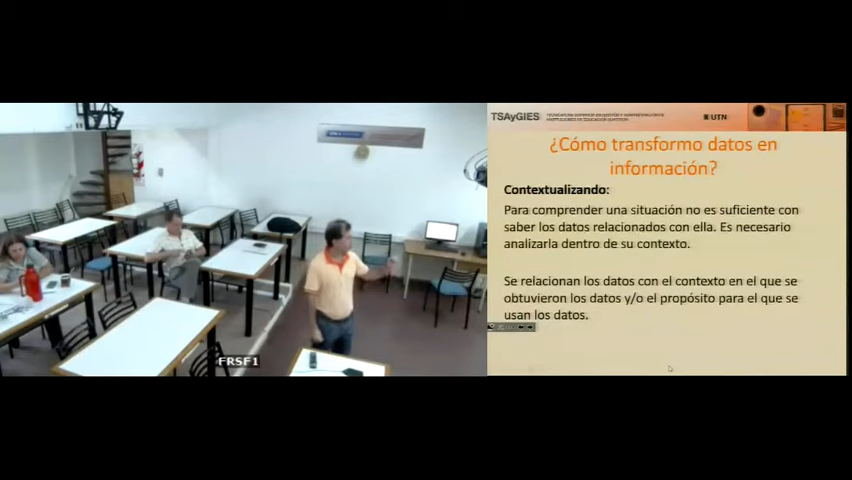 FRSF1
TSAyGIES
UTN
¿Cómo transformo datos en
información?
Contextualizando:
Para comprender una situación no es suficiente con
saber los datos relacionados con ella. Es necesario
analizarla dentro de su contexto.
Se relacionan los datos con el contexto en el que se
obtuvieron los datos y/o el propósito para el que se
usan los datos.